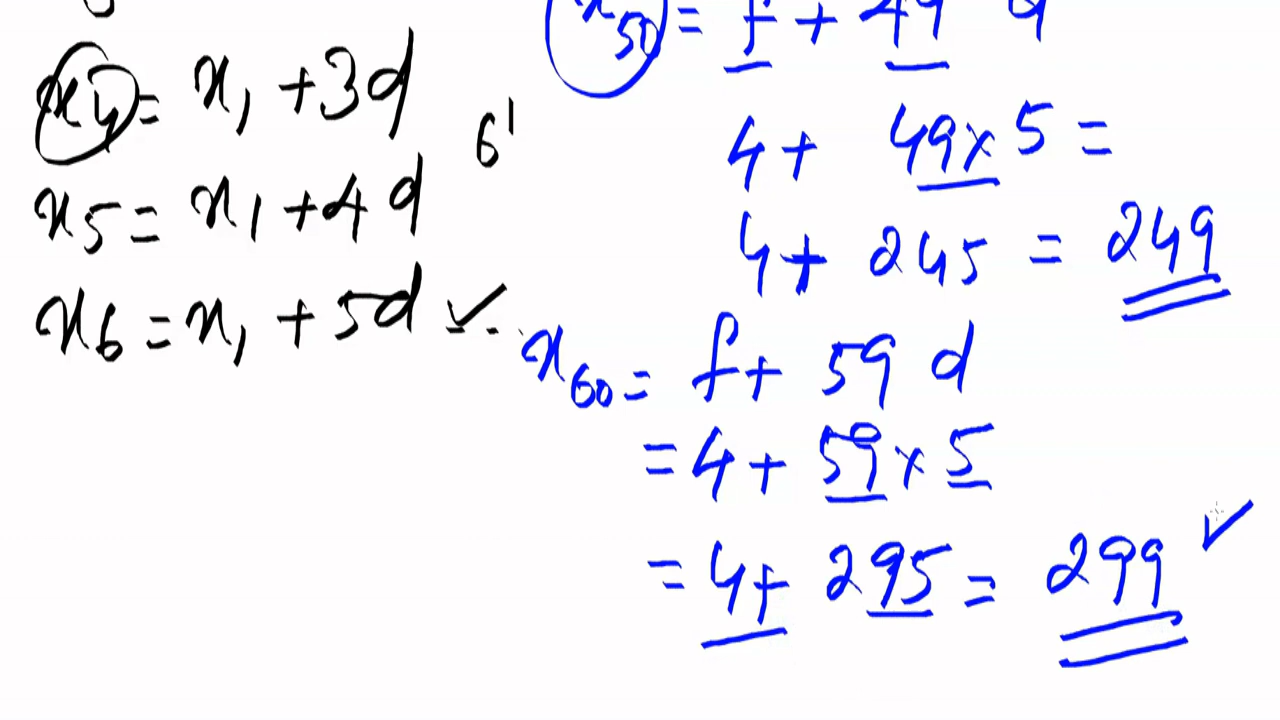 x4 = x1 + 3d
x5 = x1 + 4d
x6 = x1 + 5d ✓
6'
x50 = f + 49 d
4 + 49 × 5 =
4 + 245 = 249
x60 = f + 59 d
= 4 + 59 × 5
= 4 + 295 = 299 ✓